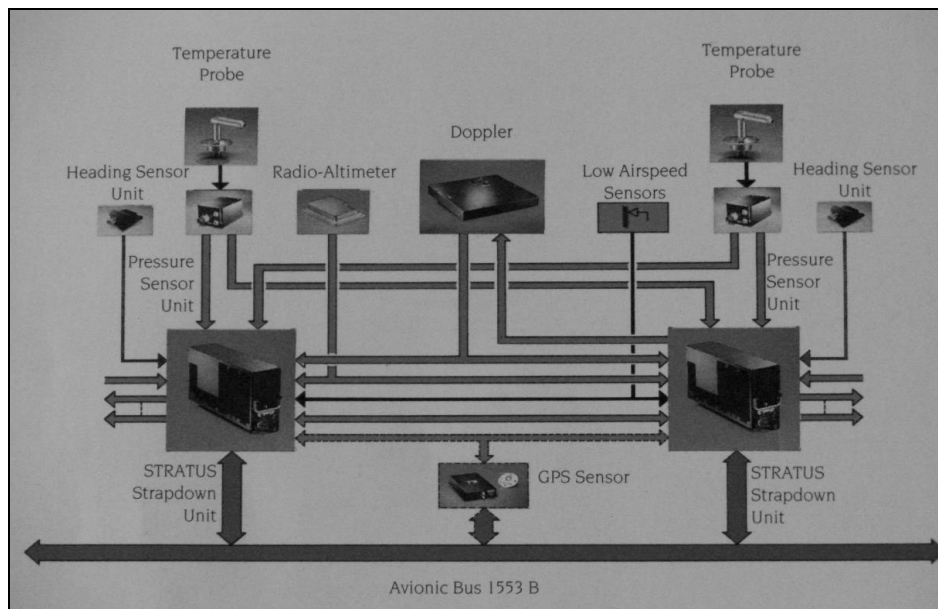 Temperature
Probe
Temperature
Probe
Doppler
Heading Sensor
Unit
Radio-Altimeter
Low Airspeed
Sensors
Heading Sensor
Unit
Pressure
Sensor
Unit
Pressure
Sensor
Unit
STRATUS
Strapdown
Unit
GPS Sensor
STRATUS
Strapdown
Unit
Avionic Bus 1553 B